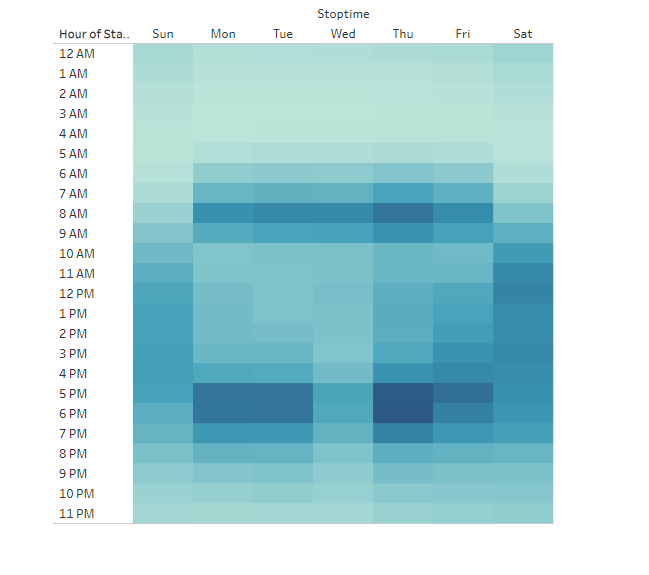 Stoptime
Hour of Sta.. Sun Mon Tue Wed Thu Fri Sat
12 AM
1 AM
2 AM
3 AM
4 AM
5 AM
6 AM
7 AM
8 AM
9 AM
10 AM
11 AM
12 PM
1 PM
2 PM
3 PM
4 PM
5 PM
6 PM
7 PM
8 PM
9 PM
10 PM
11 PM